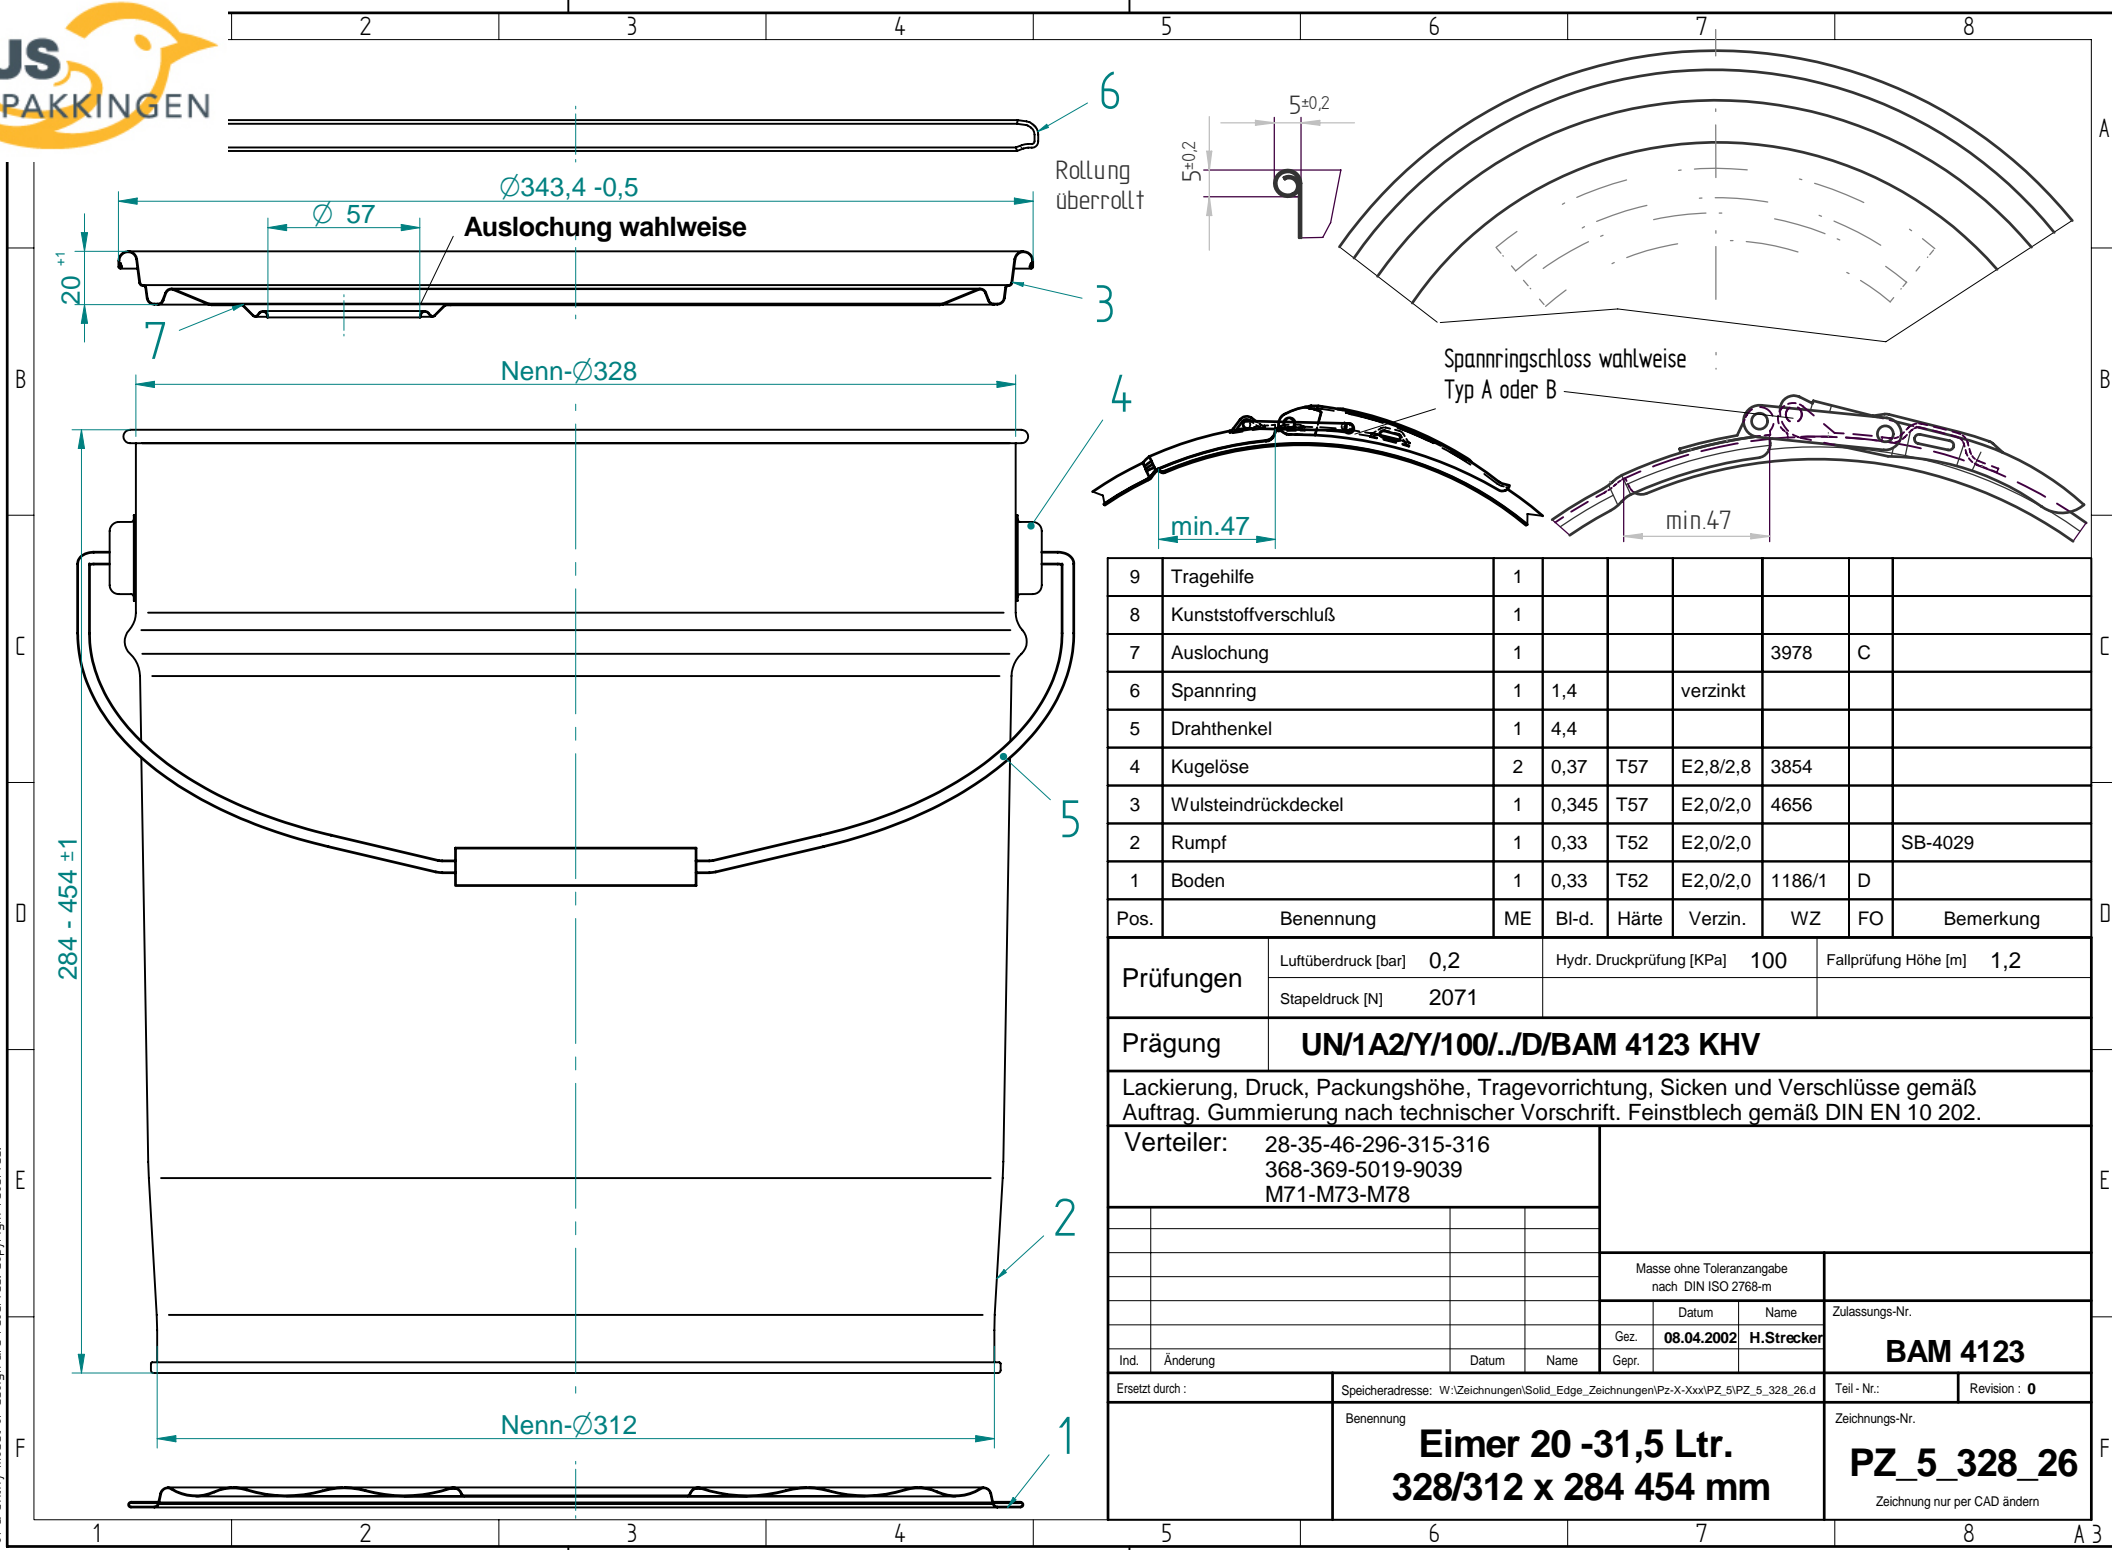 2 3 4 5 6 7 8
US
PAKKINGEN
6
Ø343,4 -0,5
Ø 57
Auslochung wahlweise
20 +1
3
7
Rollung
überrollt
5±0,2
5±0,2
A
A
Nenn-Ø328
B
B
4
Spannringschloss wahlweise
Typ A oder B
min.47
min.47
284 - 454 ±1
5
2
C
C
D
D
E
E
F
F
Nenn-Ø312
1
9 Tragehilfe 1
8 Kunststoffverschluß 1
7 Auslochung 1 3978 C
6 Spannring 1 1,4 verzinkt
5 Drahthenkel 1 4,4
4 Kugelöse 2 0,37 T57 E2,8/2,8 3854
3 Wulsteindrückdeckel 1 0,345 T57 E2,0/2,0 4656
2 Rumpf 1 0,33 T52 E2,0/2,0 SB-4029
1 Boden 1 0,33 T52 E2,0/2,0 1186/1 D
Pos. Benennung ME Bl-d. Härte Verzin. WZ FO Bemerkung
Prüfungen
Luftüberdruck [bar] 0,2 Hydr. Druckprüfung [KPa] 100 Fallprüfung Höhe [m] 1,2
Stapeldruck [N] 2071
Prägung UN/1A2/Y/100/../D/BAM 4123 KHV
Lackierung, Druck, Packungshöhe, Tragevorrichtung, Sicken und Verschlüsse gemäß
Auftrag. Gummierung nach technischer Vorschrift. Feinstblech gemäß DIN EN 10 202.
Verteiler: 28-35-46-296-315-316
368-369-5019-9039
M71-M73-M78
Masse ohne Toleranzangabe
nach DIN ISO 2768-m
Datum Name
Gez. 08.04.2002 H.Strecker
Gepr.
Ind. Änderung Datum Name
Zulassungs-Nr.
BAM 4123
Ersetzt durch :
Speicheradresse: W:\Zeichnungen\Solid_Edge_Zeichnungen\Pz-X-Xxx\PZ_5\PZ_5_328_26.d
Teil - Nr.:
Revision : 0
Benennung
Eimer 20 -31,5 Ltr.
328/312 x 284 454 mm
Zeichnungs-Nr.
PZ_5_328_26
Zeichnung nur per CAD ändern
1 2 3 4 5 6 7 8 A 3